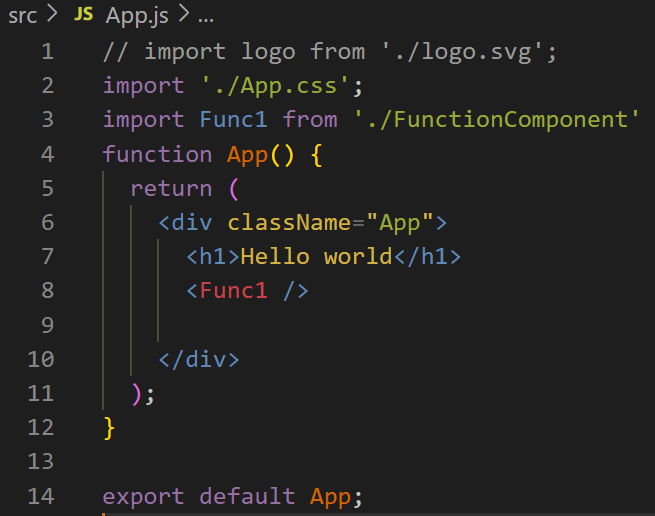 src > JS App.js > ...
1 // import logo from './logo.svg';
2 import './App.css';
3 import Func1 from './FunctionComponent'
4 function App() {
5   return (
6     <div className="App">
7       <h1>Hello world</h1>
8       <Func1 />
9
10     </div>
11   );
12 }
13
14 export default App;